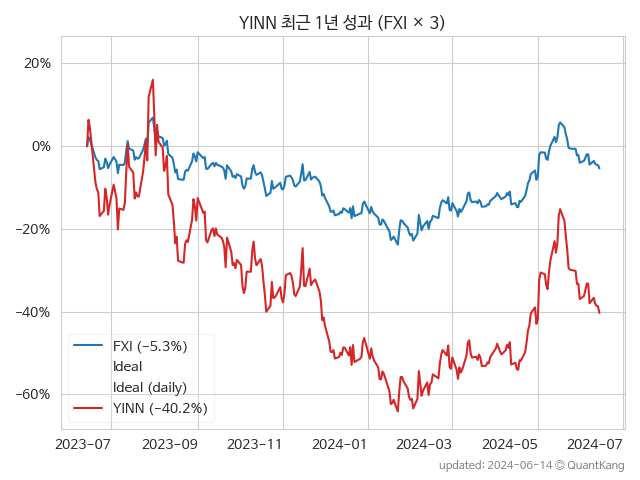 YINN 최근 1년 성과 (FXI × 3)
20%
0%
−20%
−40%
−60%
FXI (−5.3%)
Ideal
Ideal (daily)
YINN (−40.2%)
2023-07 2023-09 2023-11 2024-01 2024-03 2024-05 2024-07
updated: 2024-06-14 © QuantKang